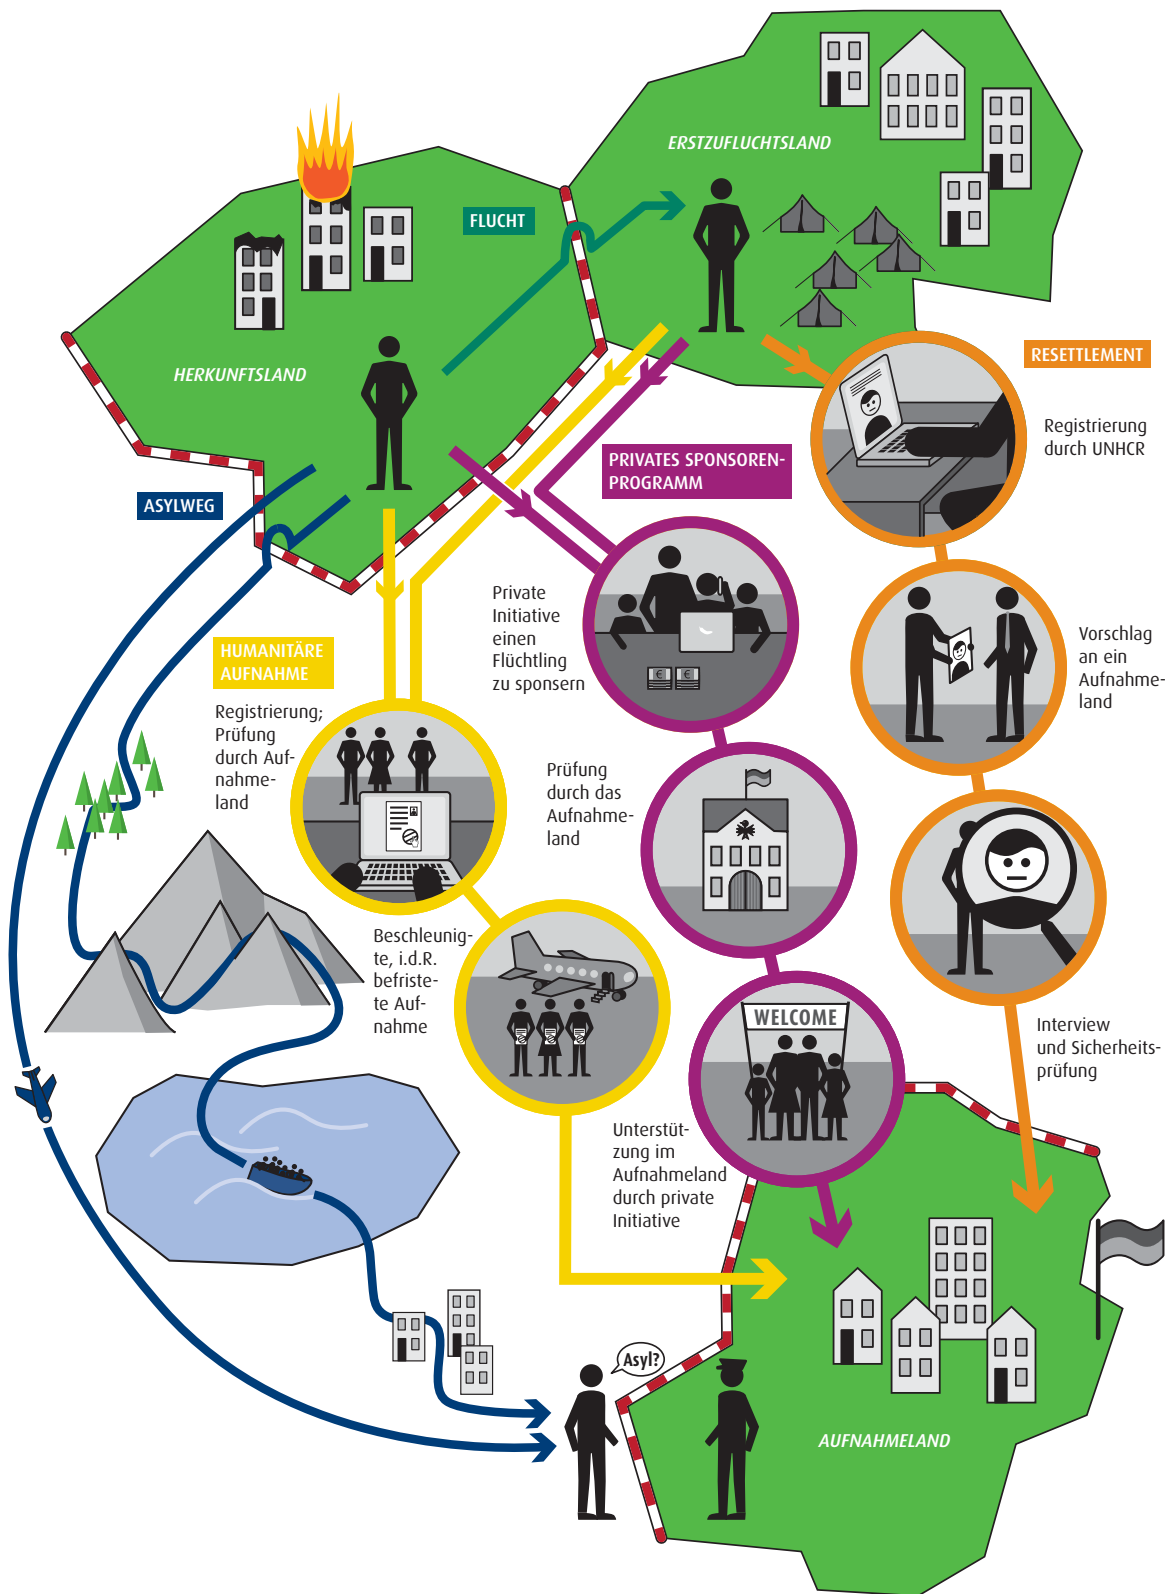 ERSTZUFLUCHTSLAND
FLUCHT
HERKUNFTSLAND
RESETTLEMENT
Registrierung
durch UNHCR
PRIVATES SPONSOREN-
PROGRAMM
ASYLWEG
Private
Initiative
einen
Flüchtling
zu sponsern
€
€
Vorschlag
an ein
Aufnahme-
land
HUMANITÄRE
AUFNAHME
Registrierung;
Prüfung
durch Auf-
nahme-
land
Prüfung
durch das
Aufnahme-
land
Beschleunig-
te, i.d.R.
befriste-
te Auf-
nahme
WELCOME
Interview
und Sicherheits-
prüfung
Unterstüt-
zung im
Aufnahmeland
durch private
Initiative
Asyl?
AUFNAHMELAND